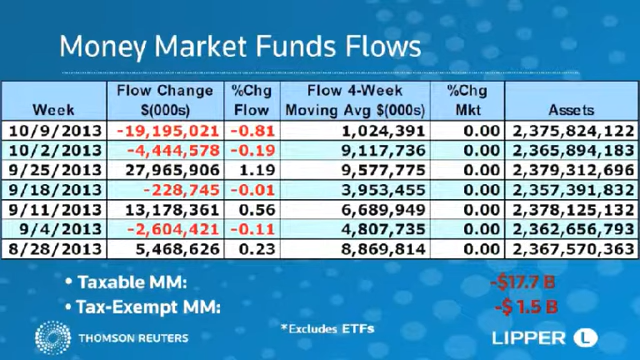 Money Market Funds Flows
Flow Change %Chg Flow 4-Week %Chg
Week $(000s) Flow Moving Avg $(000s) Mkt Assets
10/9/2013 -19,195,021 -0.81 1,024,391 0.00 2,375,824,122
10/2/2013 -4,444,578 -0.19 9,117,736 0.00 2,365,894,183
9/25/2013 27,965,906 1.19 9,577,775 0.00 2,379,312,696
9/18/2013 -228,745 -0.01 3,953,455 0.00 2,357,391,832
9/11/2013 13,178,361 0.56 6,689,949 0.00 2,378,125,132
9/4/2013 -2,604,421 -0.11 4,807,735 0.00 2,362,656,793
8/28/2013 5,468,626 0.23 8,869,814 0.00 2,367,570,363
• Taxable MM: -$17.7 B
• Tax-Exempt MM: -$ 1.5 B
*Excludes ETFs
THOMSON REUTERS LIPPER L